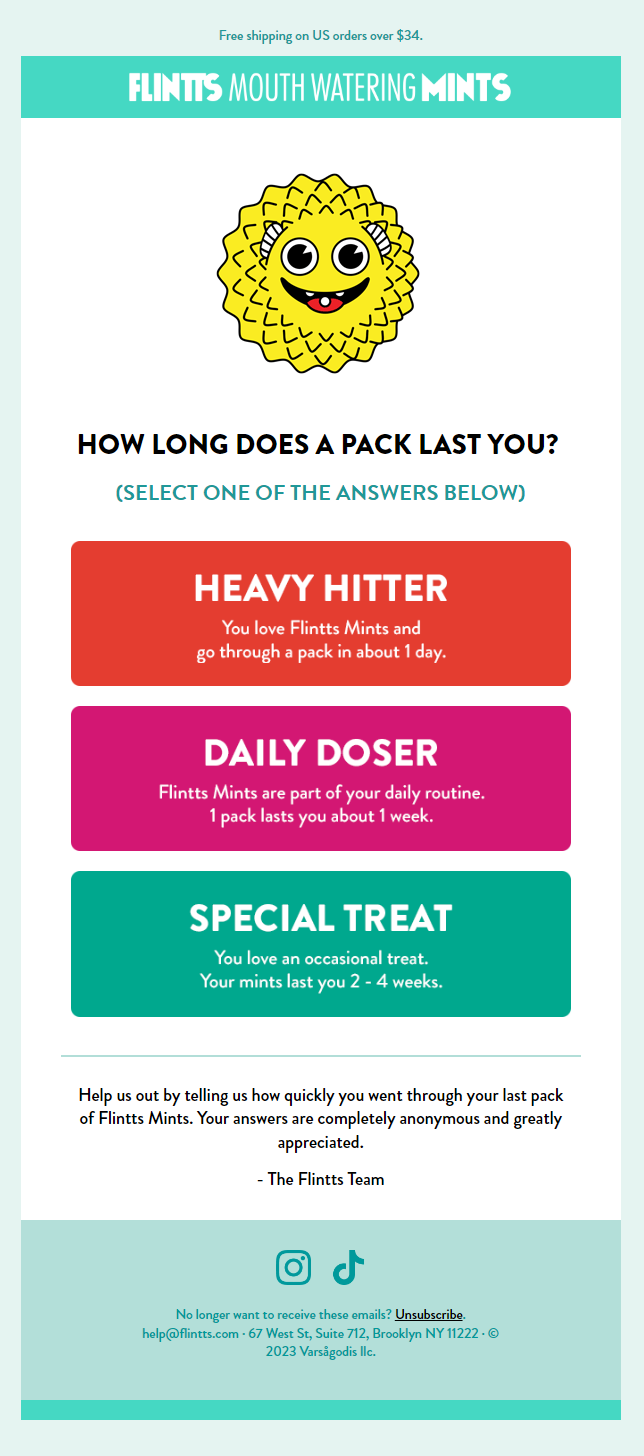 Free shipping on US orders over $34.
FLINTTS MOUTH WATERING MINTS
HOW LONG DOES A PACK LAST YOU?
(SELECT ONE OF THE ANSWERS BELOW)
HEAVY HITTER
You love Flintts Mints and
go through a pack in about 1 day.
DAILY DOSER
Flintts Mints are part of your daily routine.
1 pack lasts you about 1 week.
SPECIAL TREAT
You love an occasional treat.
Your mints last you 2 - 4 weeks.
Help us out by telling us how quickly you went through your last pack
of Flintts Mints. Your answers are completely anonymous and greatly
appreciated.
- The Flintts Team
No longer want to receive these emails? Unsubscribe.
help@flintts.com · 67 West St, Suite 712, Brooklyn NY 11222 · ©
2023 Varsågodis llc.